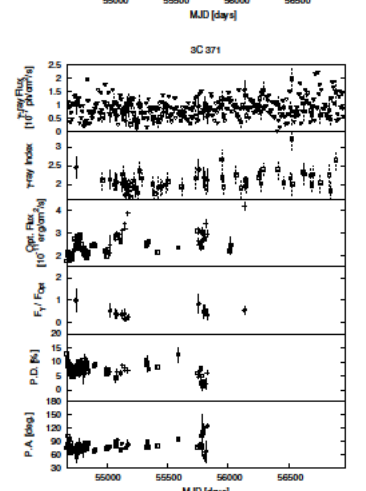 55000 55500 56000 56500
MJD [days]
3C 371
γ-ray Flux
[10⁻⁷ ph/cm²/s]
2.5
2
1.5
1
0.5
0
γ-ray Index
3
2.5
2
Opt. Flux
[10⁻¹¹ erg/cm²/s]
4
3
2
Fγ / FOpt
2
1
0
P.D. [%]
20
15
10
5
0
P.A. [deg.]
180
150
120
90
60
30
55000 55500 56000 56500
MJD [days]